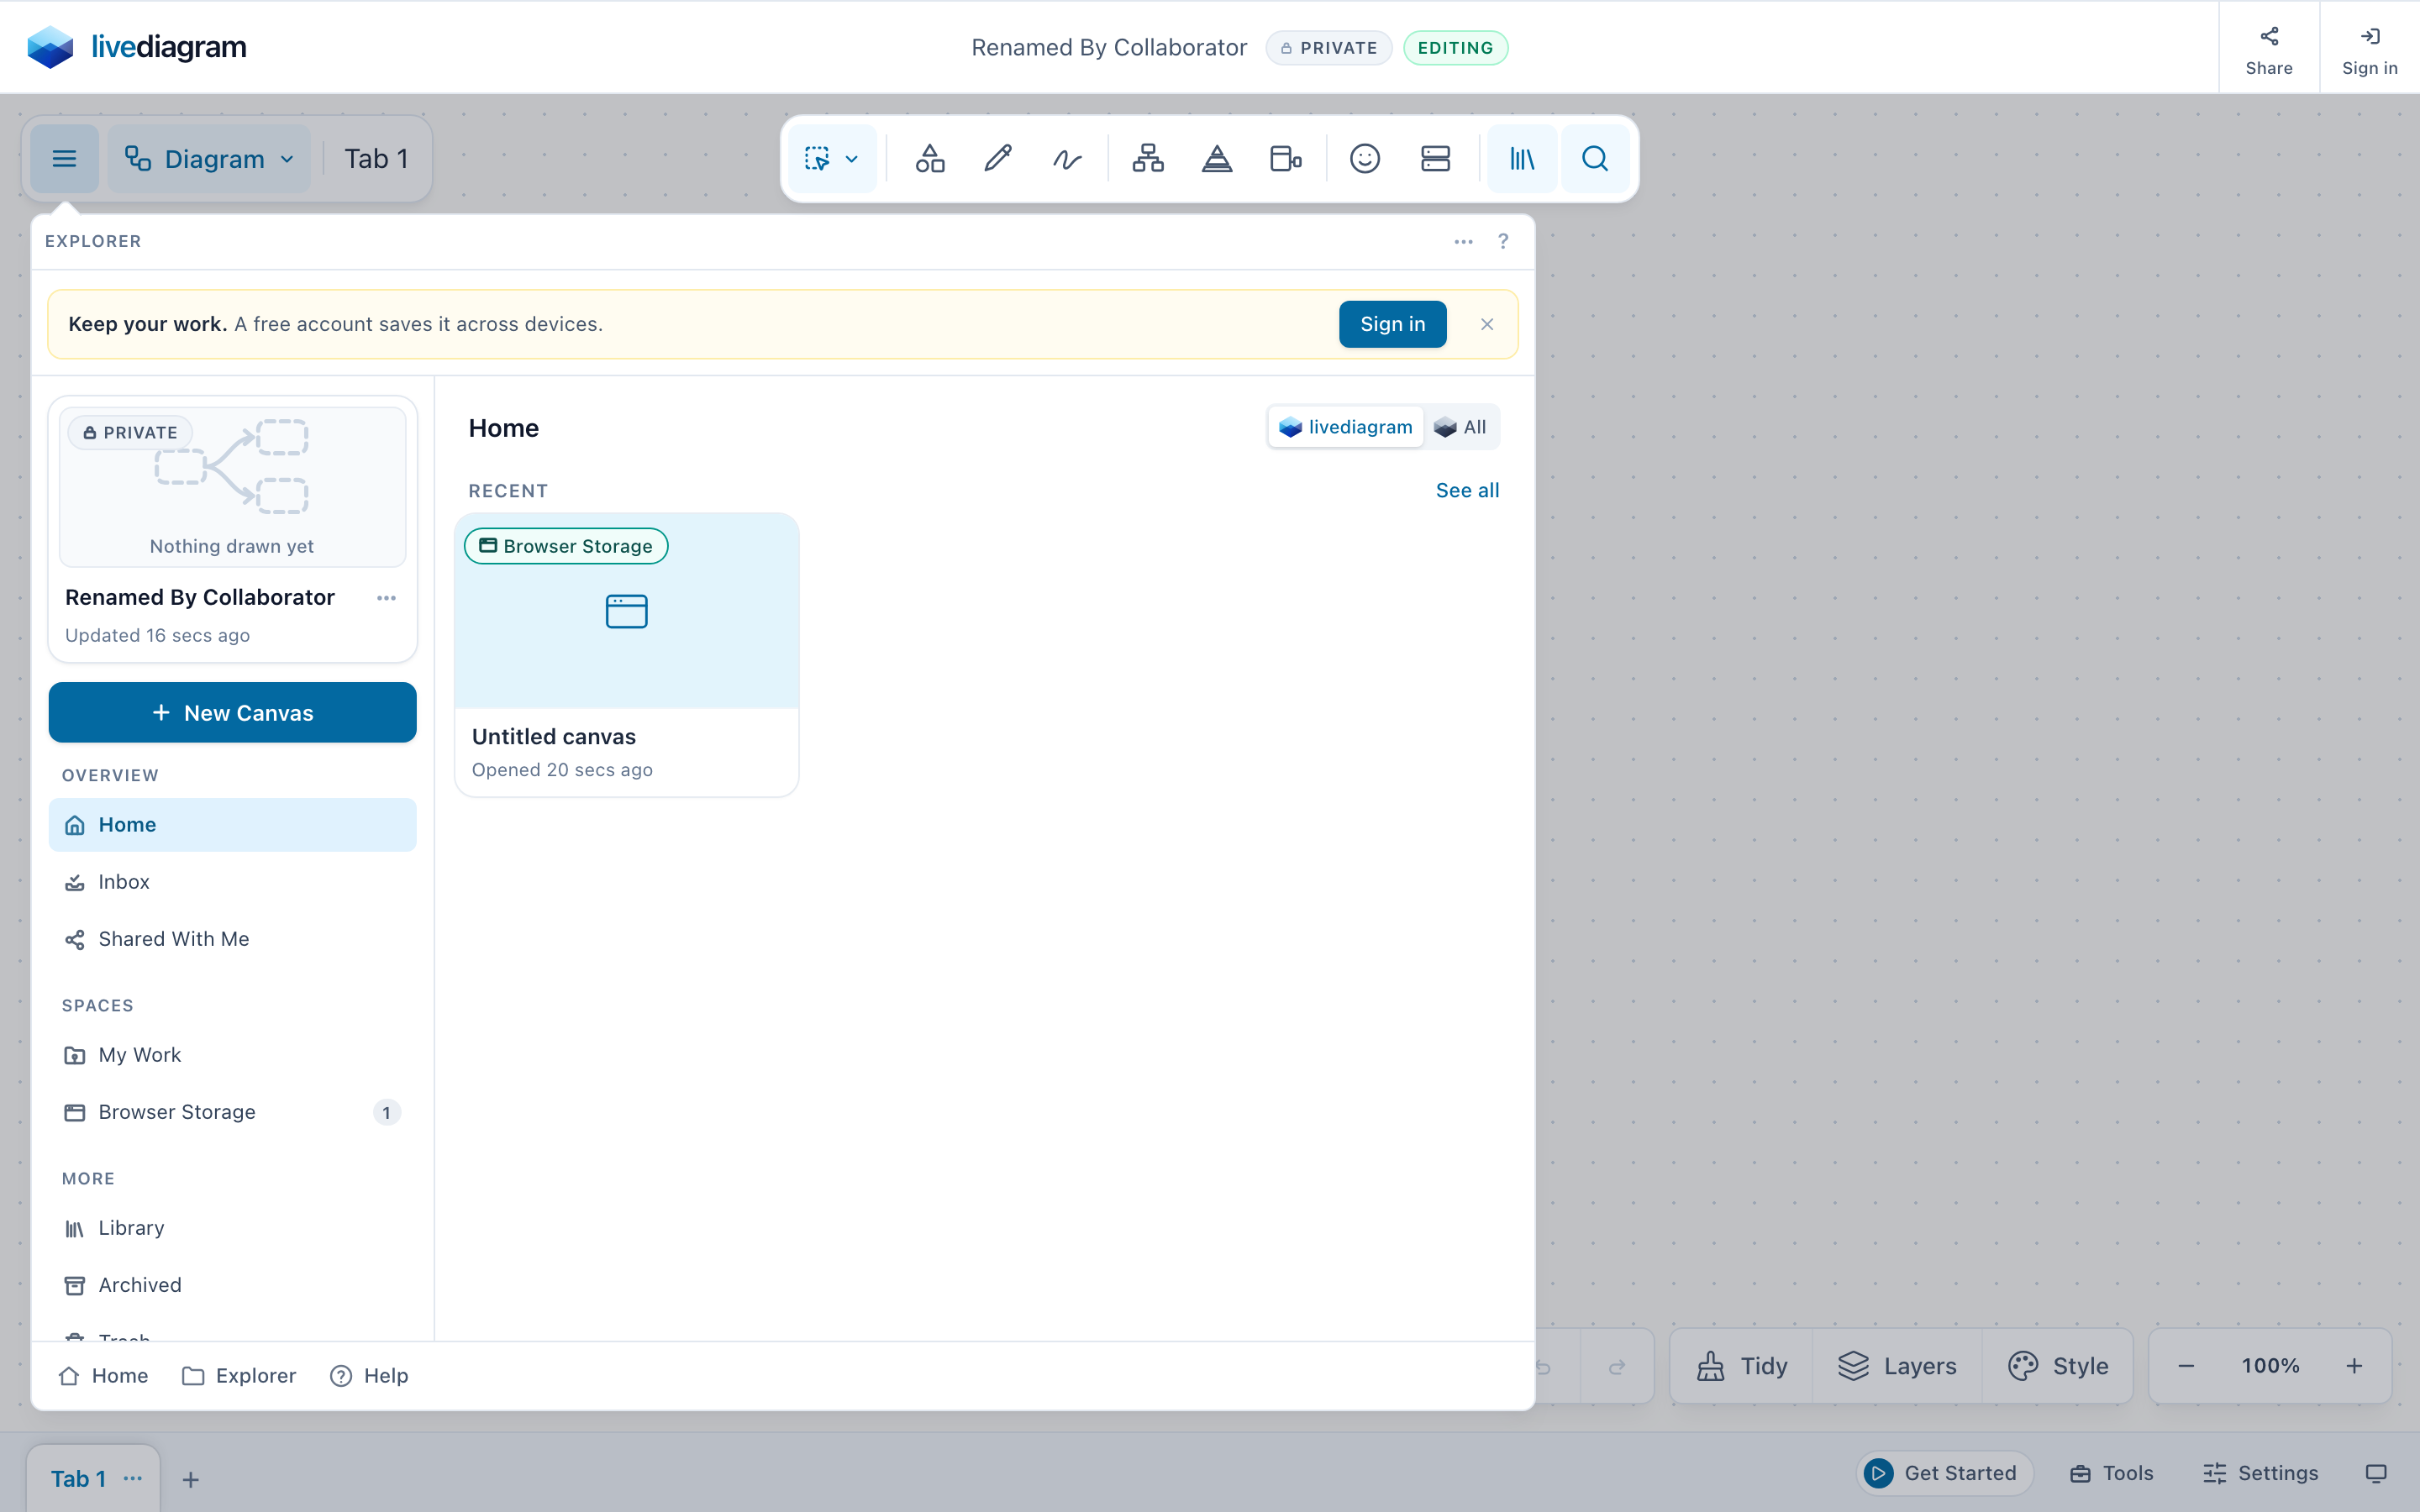 livediagram
Renamed By Collaborator
PRIVATE
EDITING
Share
Sign in
Diagram
Tab 1
EXPLORER
?
Keep your work. A free account saves it across devices.
Sign in
PRIVATE
Nothing drawn yet
Renamed By Collaborator
Updated 16 secs ago
New Canvas
OVERVIEW
Home
Inbox
Shared With Me
SPACES
My Work
Browser Storage 1
MORE
Library
Archived
Trash
Home
livediagram
All
RECENT
See all
Browser Storage
Untitled canvas
Opened 20 secs ago
Home
Explorer
Help
Tidy
Layers
Style
100%
Tab 1
Get Started
Tools
Settings